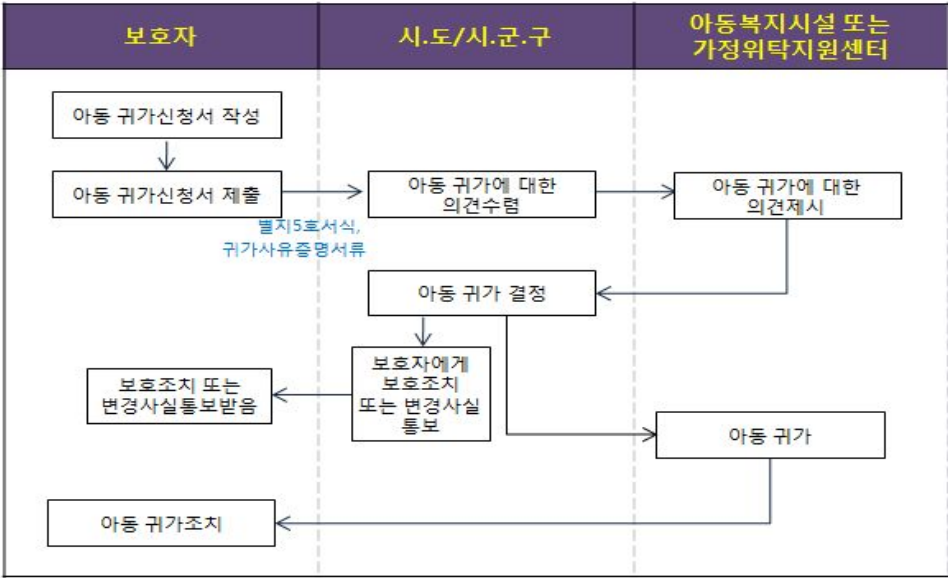 보호자
시.도/시.군.구
아동복지시설 또는
가정위탁지원센터
아동 귀가신청서 작성
아동 귀가신청서 제출
별지5호서식,
귀가사유증명서류
아동 귀가에 대한
의견수렴
아동 귀가에 대한
의견제시
아동 귀가 결정
보호자에게
보호조치
또는 변경사실
통보
보호조치 또는
변경사실통보받음
아동 귀가
아동 귀가조치